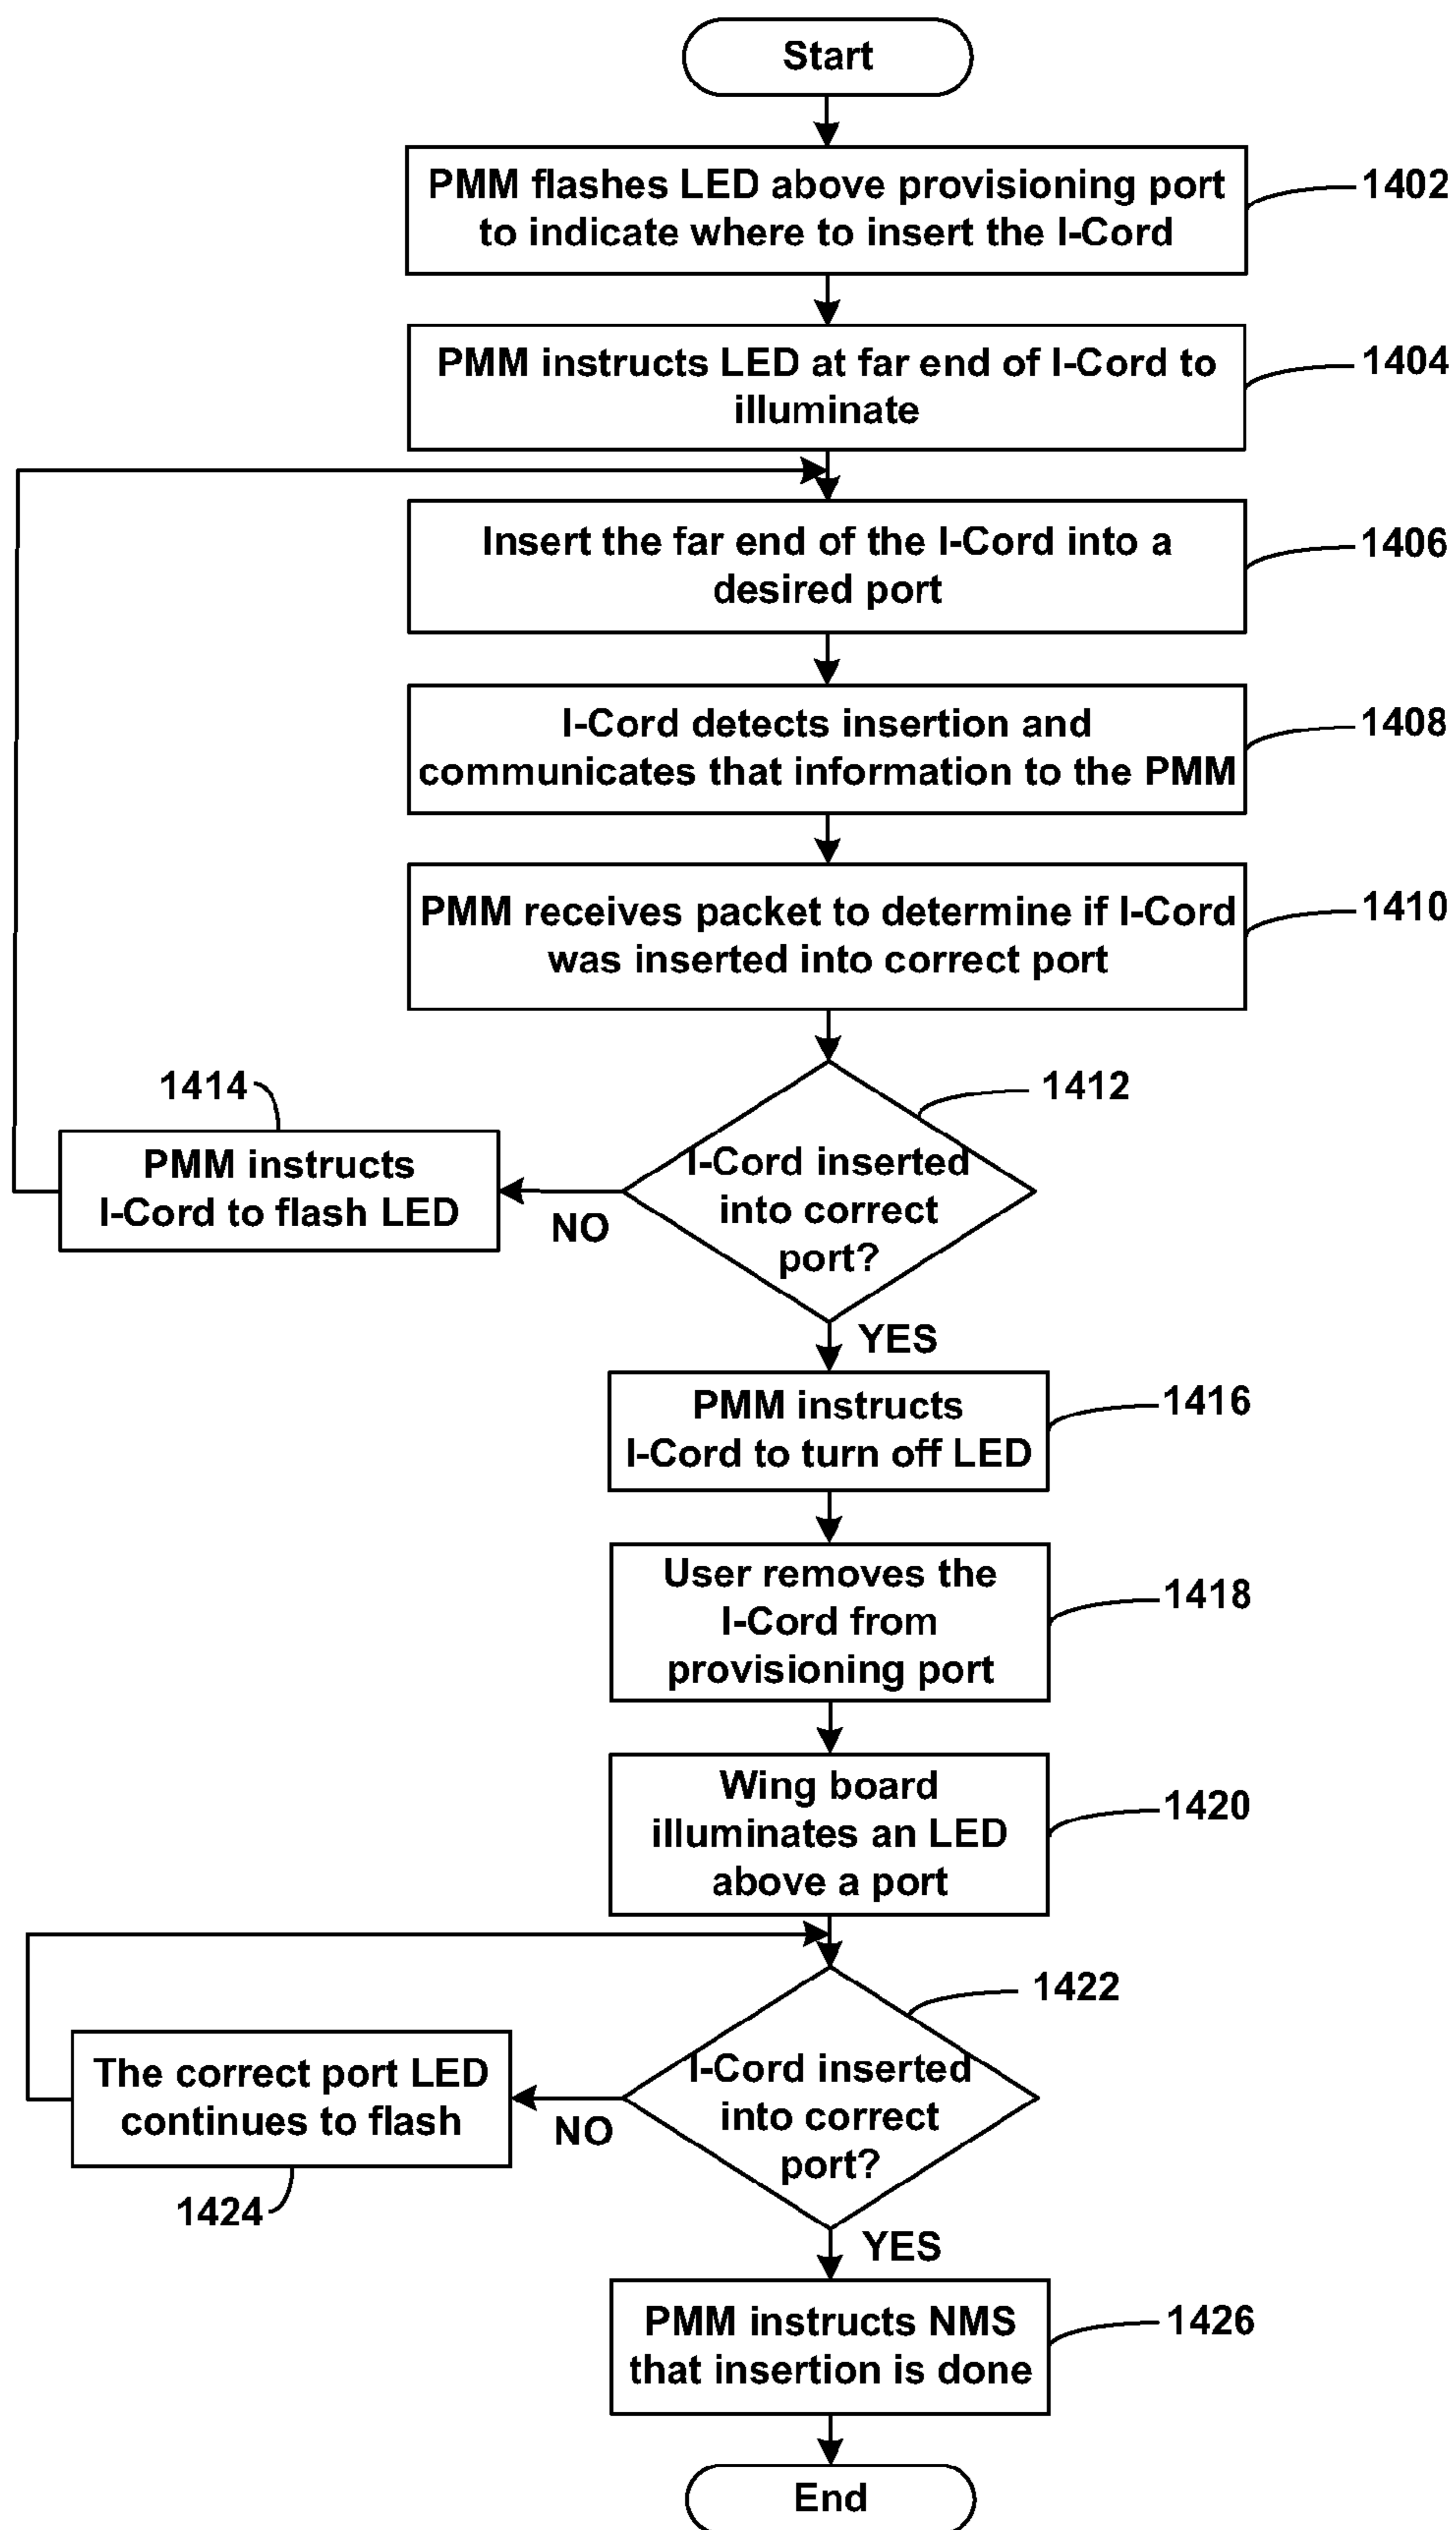 Start
PMM flashes LED above provisioning port
to indicate where to insert the I-Cord
1402
PMM instructs LED at far end of I-Cord to
illuminate
1404
Insert the far end of the I-Cord into a
desired port
1406
I-Cord detects insertion and
communicates that information to the PMM
1408
PMM receives packet to determine if I-Cord
was inserted into correct port
1410
1412
I-Cord inserted
into correct
port?
NO
1414
PMM instructs
I-Cord to flash LED
YES
PMM instructs
I-Cord to turn off LED
1416
User removes the
I-Cord from
provisioning port
1418
Wing board
illuminates an LED
above a port
1420
1422
I-Cord inserted
into correct
port?
NO
The correct port LED
continues to flash
1424
YES
PMM instructs NMS
that insertion is done
1426
End